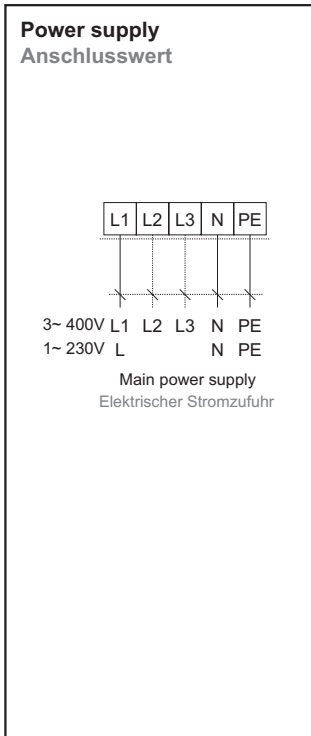 Power supply
Anschlusswert
L1 L2 L3 N PE
3~ 400V L1 L2 L3 N PE
1~ 230V L N PE
Main power supply
Elektrischer Stromzufuhr